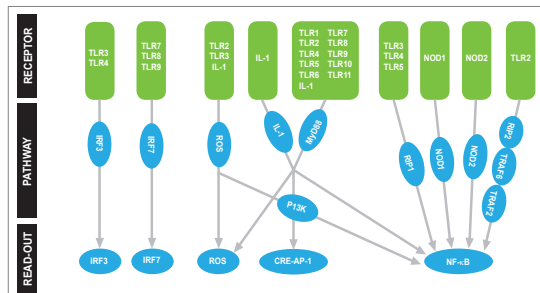 RECEPTOR
TLR3
TLR4
TLR7
TLR8
TLR9
TLR2
TLR3
IL-1
IL-1
TLR1 TLR7
TLR2 TLR8
TLR4 TLR9
TLR5 TLR10
TLR6 TLR11
IL-1
TLR3
TLR4
TLR5
NOD1
NOD2
TLR2
PATHWAY
IRF3
IRF7
ROS
IL-1
MyD88
P13K
RIP1
NOD1
NOD2
RIP2
TRAF6
TRAF2
READ-OUT
IRF3
IRF7
ROS
CRE-AP-1
NF-κB